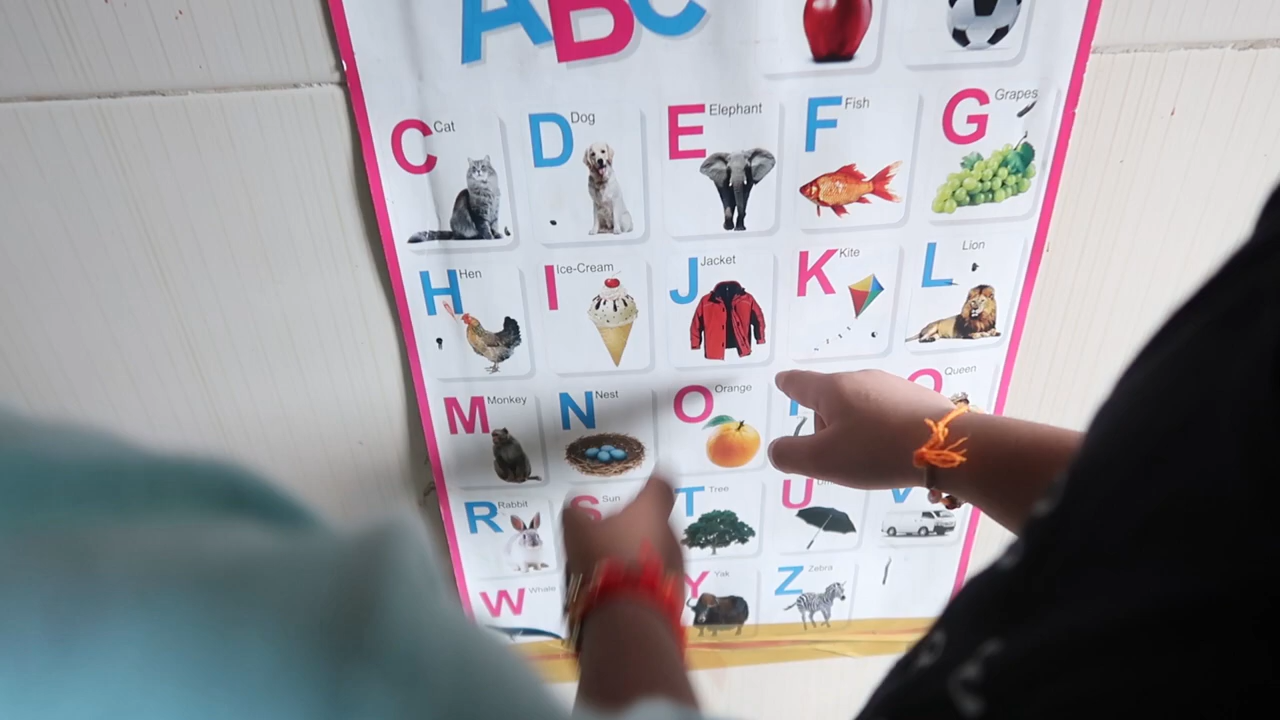 ABC
C Cat
D Dog
E Elephant
F Fish
G Grapes
H Hen
I Ice-Cream
J Jacket
K Kite
L Lion
M Monkey
N Nest
O Orange
Queen
R Rabbit
S Sun
T Tree
U
V
W Whale
Y Yak
Z Zebra